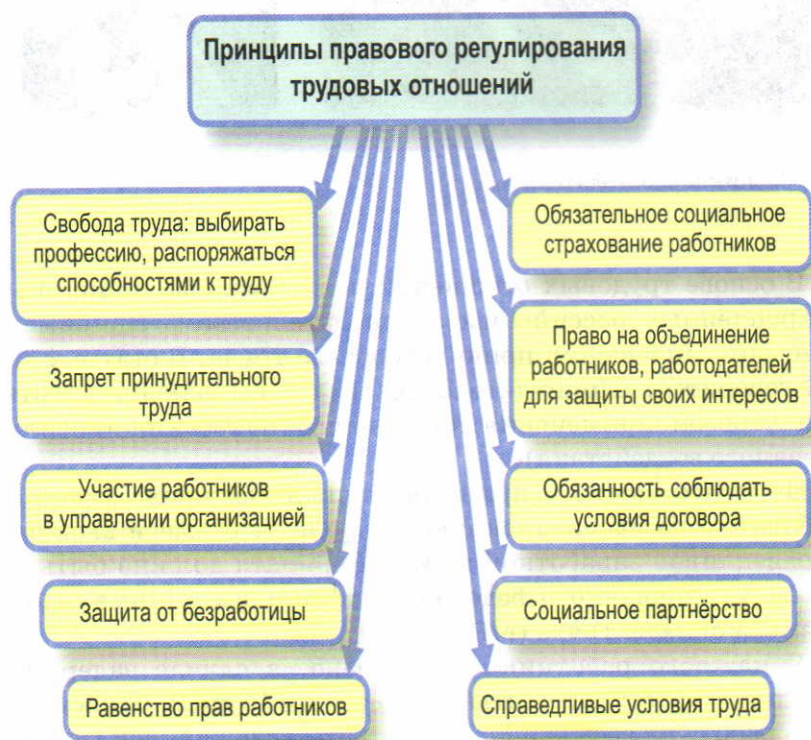 Принципы правового регулирования
трудовых отношений
Свобода труда: выбирать
профессию, распоряжаться
способностями к труду
Запрет принудительного
труда
Участие работников
в управлении организацией
Защита от безработицы
Равенство прав работников
Обязательное социальное
страхование работников
Право на объединение
работников, работодателей
для защиты своих интересов
Обязанность соблюдать
условия договора
Социальное партнёрство
Справедливые условия труда